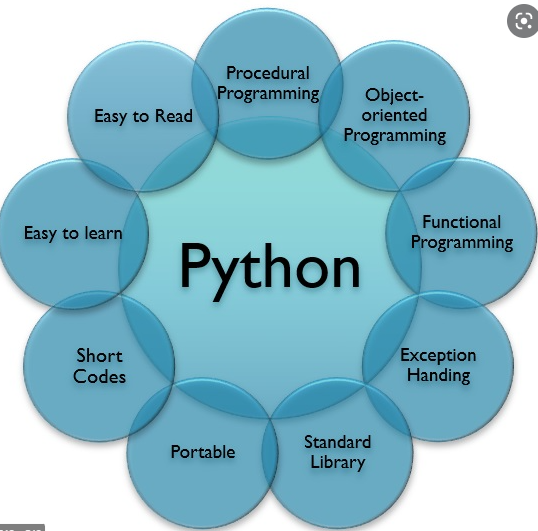 Procedural
Programming
Object-
oriented
Programming
Functional
Programming
Exception
Handing
Standard
Library
Portable
Short
Codes
Easy to learn
Easy to Read
Python